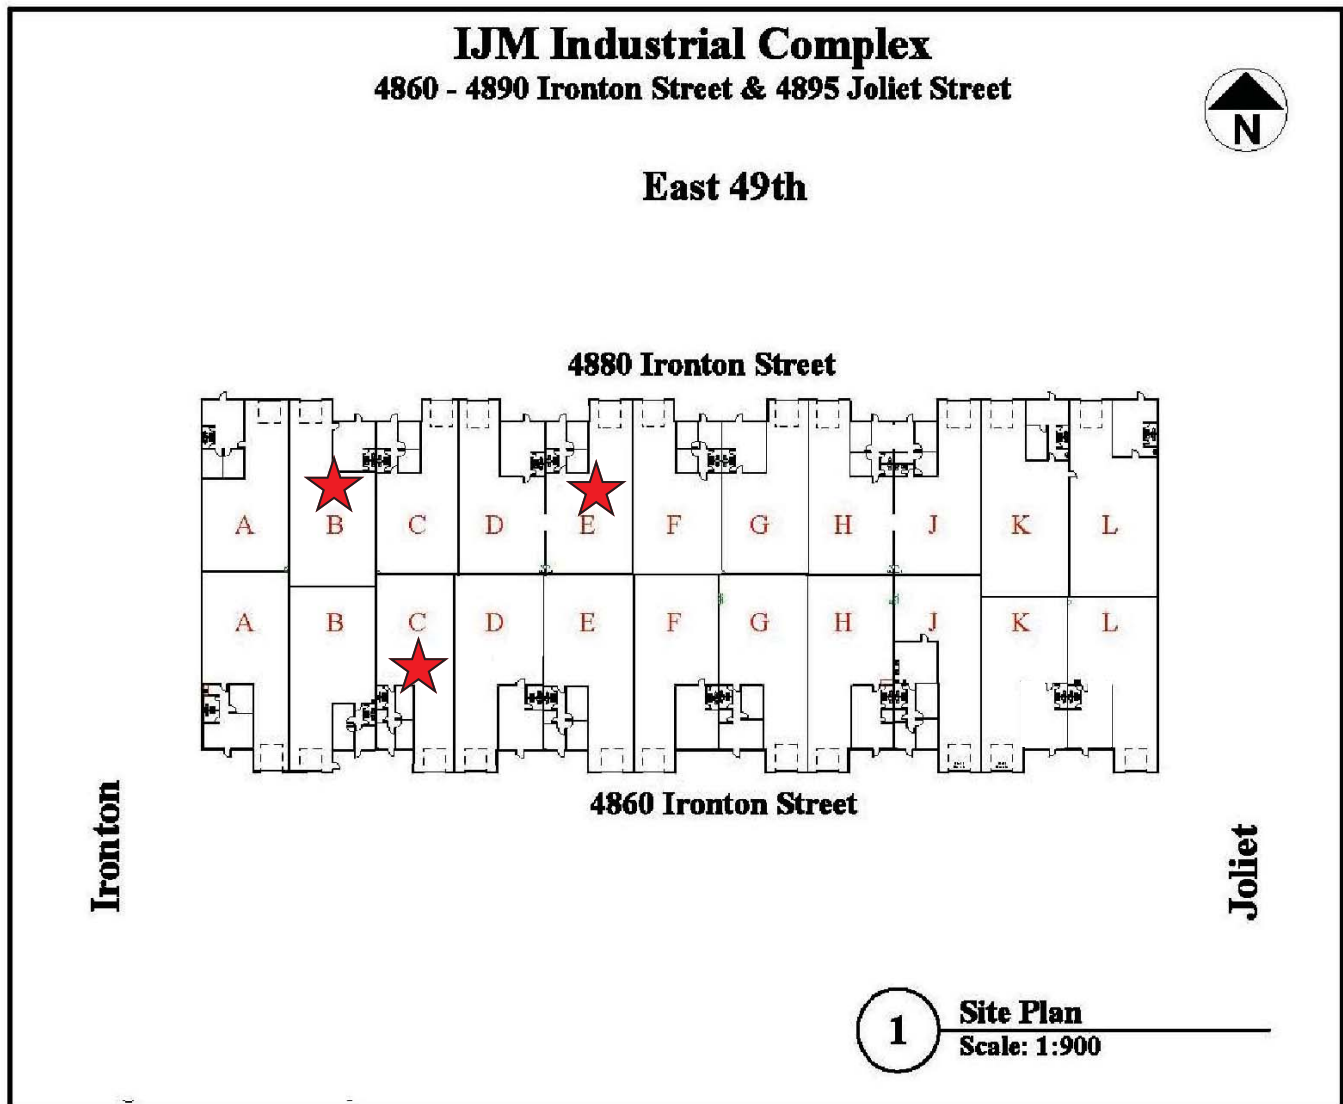 IJM Industrial Complex
4860 - 4890 Ironton Street & 4895 Joliet Street
N
East 49th
4880 Ironton Street
A B C D E F G H J K L
A B C D E F G H J K L
4860 Ironton Street
Ironton
Joliet
1
Site Plan
Scale: 1:900